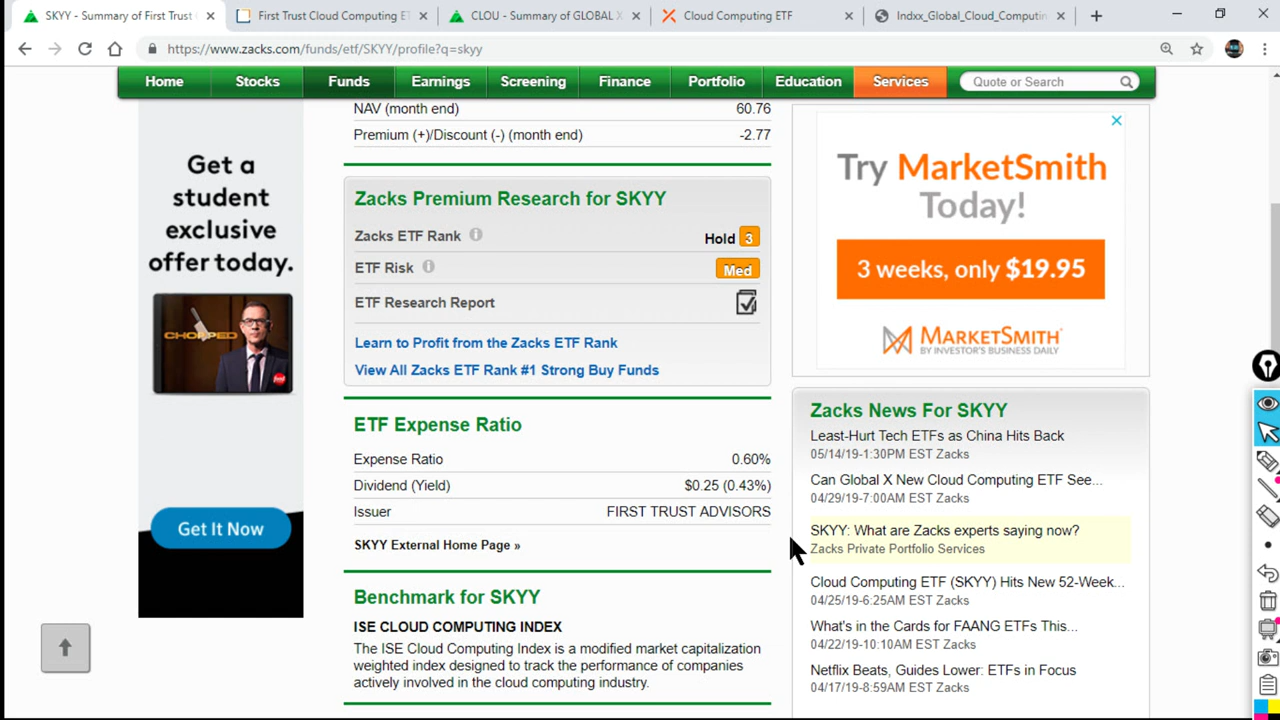 SKYY - Summary of First Trust
First Trust Cloud Computing ET
CLOU - Summary of GLOBAL X
Cloud Computing ETF
Indxx_Global_Cloud_Computin
https://www.zacks.com/funds/etf/SKYY/profile?q=skyy
Home
Stocks
Funds
Earnings
Screening
Finance
Portfolio
Education
Services
Quote or Search
Get a
student
exclusive
offer today.
CHOPPED
Get It Now
NAV (month end) 60.76
Premium (+)/Discount (-) (month end) -2.77
Zacks Premium Research for SKYY
Zacks ETF Rank Hold 3
ETF Risk Med
ETF Research Report
Learn to Profit from the Zacks ETF Rank
View All Zacks ETF Rank #1 Strong Buy Funds
ETF Expense Ratio
Expense Ratio 0.60%
Dividend (Yield) $0.25 (0.43%)
Issuer FIRST TRUST ADVISORS
SKYY External Home Page »
Benchmark for SKYY
ISE CLOUD COMPUTING INDEX
The ISE Cloud Computing Index is a modified market capitalization
weighted index designed to track the performance of companies
actively involved in the cloud computing industry.
Try MarketSmith
Today!
3 weeks, only $19.95
MARKETSMITH
BY INVESTOR'S BUSINESS DAILY
Zacks News For SKYY
Least-Hurt Tech ETFs as China Hits Back
05/14/19-1:30PM EST Zacks
Can Global X New Cloud Computing ETF See...
04/29/19-7:00AM EST Zacks
SKYY: What are Zacks experts saying now?
Zacks Private Portfolio Services
Cloud Computing ETF (SKYY) Hits New 52-Week...
04/25/19-6:25AM EST Zacks
What's in the Cards for FAANG ETFs This...
04/22/19-10:10AM EST Zacks
Netflix Beats, Guides Lower: ETFs in Focus
04/17/19-8:59AM EST Zacks